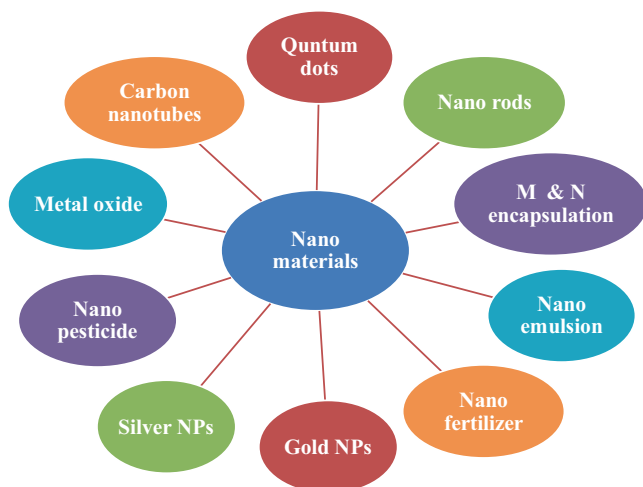 Quntum
dots
Nano rods
M & N
encapsulation
Nano
emulsion
Nano
fertilizer
Gold NPs
Silver NPs
Nano
pesticide
Metal oxide
Carbon
nanotubes
Nano
materials